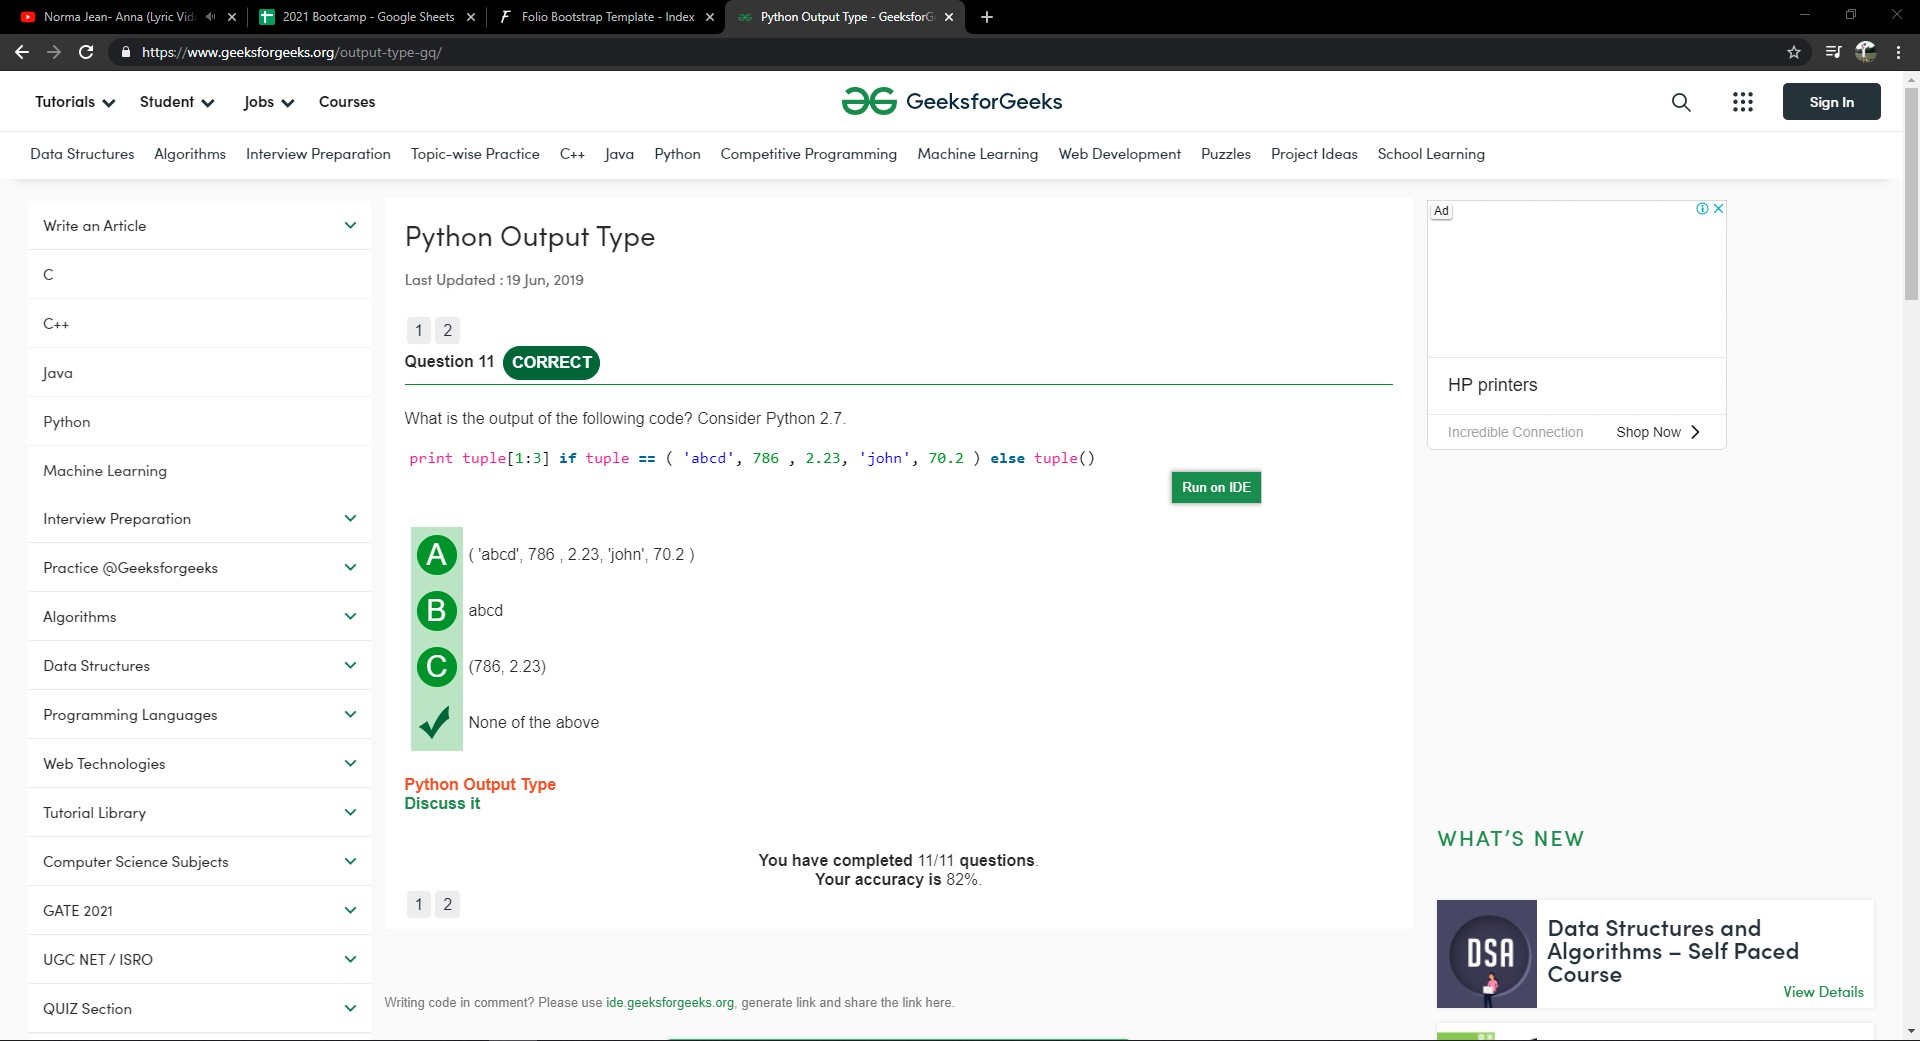 Norma Jean- Anna (Lyric Vid
2021 Bootcamp - Google Sheets
Folio Bootstrap Template - Index
Python Output Type - GeeksforG
https://www.geeksforgeeks.org/output-type-gq/
Tutorials
Student
Jobs
Courses
GeeksforGeeks
Sign In
Data Structures
Algorithms
Interview Preparation
Topic-wise Practice
C++
Java
Python
Competitive Programming
Machine Learning
Web Development
Puzzles
Project Ideas
School Learning
Write an Article
C
C++
Java
Python
Machine Learning
Interview Preparation
Practice @Geeksforgeeks
Algorithms
Data Structures
Programming Languages
Web Technologies
Tutorial Library
Computer Science Subjects
GATE 2021
UGC NET / ISRO
QUIZ Section
Python Output Type
Last Updated : 19 Jun, 2019
1 2
Question 11 CORRECT
What is the output of the following code? Consider Python 2.7.
print tuple[1:3] if tuple == ( 'abcd', 786 , 2.23, 'john', 70.2 ) else tuple()
Run on IDE
A ( 'abcd', 786 , 2.23, 'john', 70.2 )
B abcd
C (786, 2.23)
None of the above
Python Output Type
Discuss it
You have completed 11/11 questions.
Your accuracy is 82%.
1 2
Writing code in comment? Please use ide.geeksforgeeks.org, generate link and share the link here.
Ad
HP printers
Incredible Connection
Shop Now
WHAT'S NEW
DSA
Data Structures and
Algorithms – Self Paced
Course
View Details